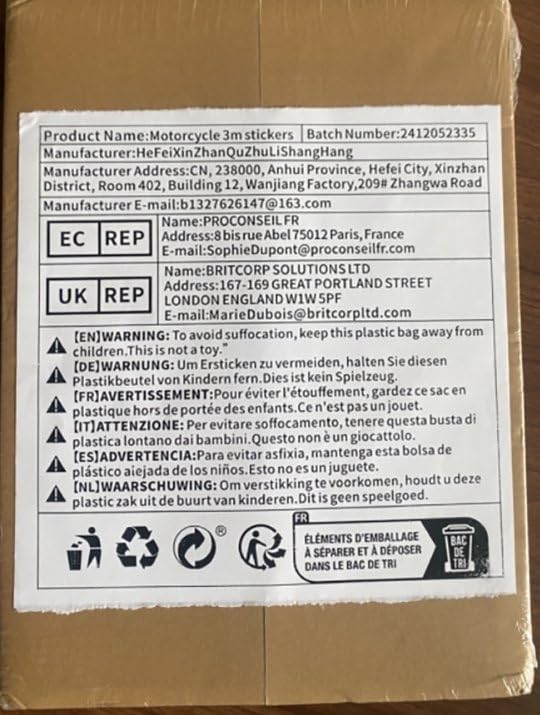 Product Name:Motorcycle 3m stickers Batch Number:2412052335
Manufacturer:HeFeiXinZhanQuZhuLiShangHang
Manufacturer Address:CN, 238000, Anhui Province, Hefei City, Xinzhan
District, Room 402, Building 12, Wanjiang Factory,209# Zhangwa Road
Manufacturer E-mail:b1327626147@163.com
EC REP
Name:PROCONSEIL FR
Address:8 bis rue Abel 75012 Paris, France
E-mail:SophieDupont@proconseilfr.com
UK REP
Name:BRITCORP SOLUTIONS LTD
Address:167-169 GREAT PORTLAND STREET
LONDON ENGLAND W1W 5PF
E-mail:MarieDubois@britcorpltd.com
[EN]WARNING: To avoid suffocation, keep this plastic bag away from
children.This is not a toy."
[DE]WARNUNG: Um Ersticken zu vermeiden, halten Sie diesen
Plastikbeutel von Kindern fern.Dies ist kein Spielzeug.
[FR]AVERTISSEMENT:Pour éviter l'étouffement, gardez ce sac en
plastique hors de portée des enfants.Ce n'est pas un jouet.
[IT]ATTENZIONE: Per evitare soffocamento, tenere questa busta di
plastica lontano dai bambini.Questo non è un giocattolo.
[ES]ADVERTENCIA:Para evitar asfixia, mantenga esta bolsa de
plástico aiejada de los niños.Esto no es un juguete.
[NL]WAARSCHUWING: Om verstikking te voorkomen, houdt u deze
plastic zak uit de buurt van kinderen.Dit is geen speelgoed.
®
FR
ÉLÉMENTS D'EMBALLAGE
À SÉPARER ET À DÉPOSER
DANS LE BAC DE TRI
BAC
DE
TRI